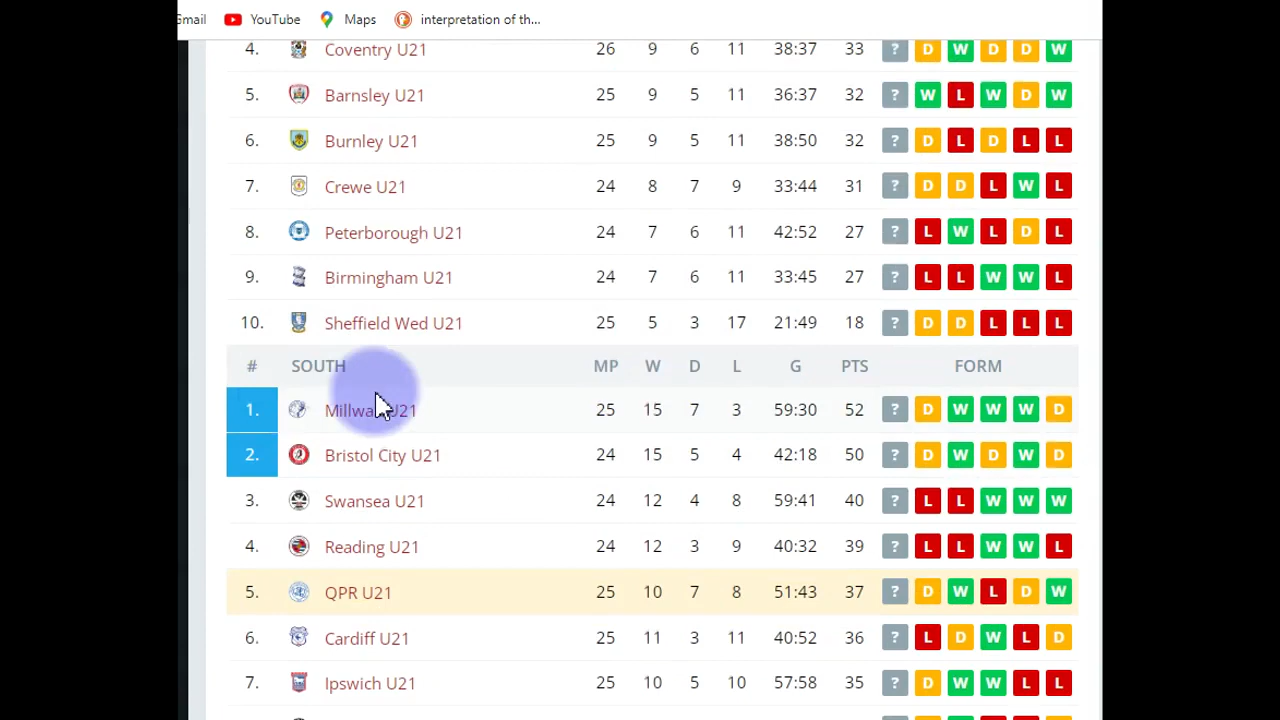 Gmail YouTube Maps interpretation of th...
4. Coventry U21 26 9 6 11 38:37 33 ? D W D D W
5. Barnsley U21 25 9 5 11 36:37 32 ? W L W D W
6. Burnley U21 25 9 5 11 38:50 32 ? D L D L L
7. Crewe U21 24 8 7 9 33:44 31 ? D D L W L
8. Peterborough U21 24 7 6 11 42:52 27 ? L W L D L
9. Birmingham U21 24 7 6 11 33:45 27 ? L L W W L
10. Sheffield Wed U21 25 5 3 17 21:49 18 ? D D L L L
# SOUTH MP W D L G PTS FORM
1. Millwall U21 25 15 7 3 59:30 52 ? D W W W D
2. Bristol City U21 24 15 5 4 42:18 50 ? D W D W D
3. Swansea U21 24 12 4 8 59:41 40 ? L L W W W
4. Reading U21 24 12 3 9 40:32 39 ? L L W W L
5. QPR U21 25 10 7 8 51:43 37 ? D W L D W
6. Cardiff U21 25 11 3 11 40:52 36 ? L D W L D
7. Ipswich U21 25 10 5 10 57:58 35 ? D W W L L